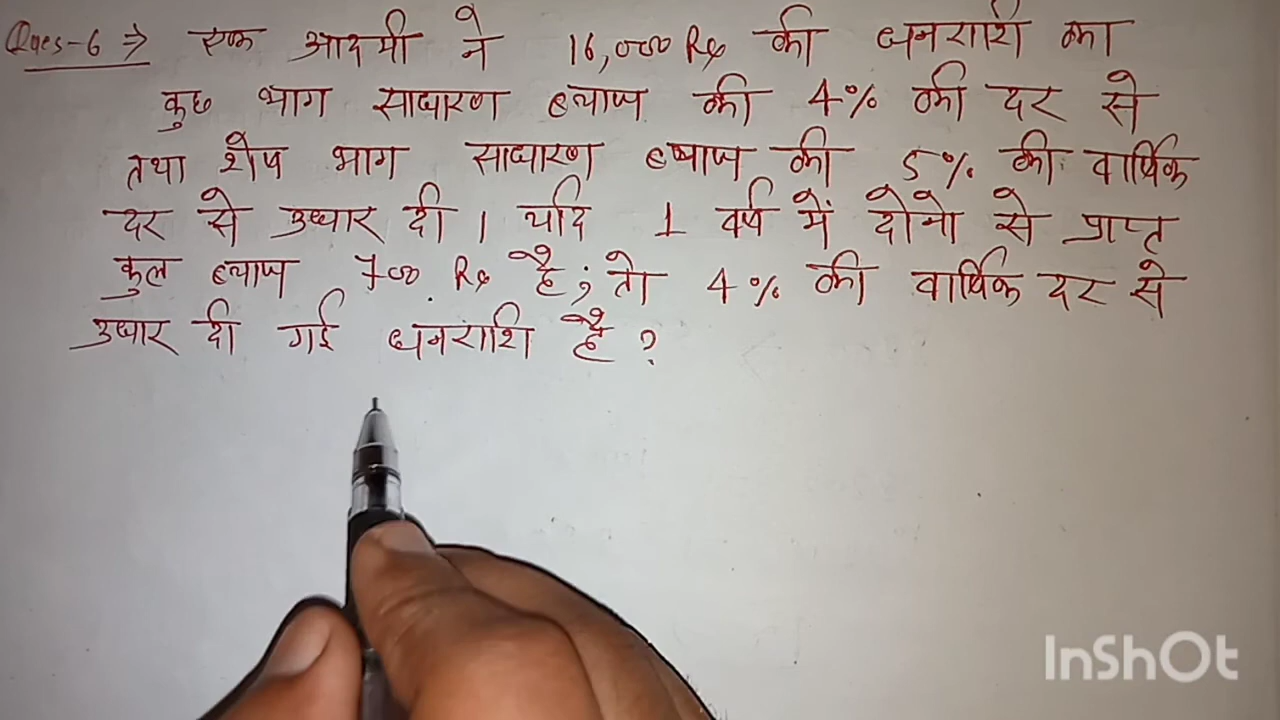 Ques-6 ⇒ एक आदमी ने 16,000 Rs की धनराशि का
कुछ भाग साधारण ब्याज की 4% की दर से
तथा शेष भाग साधारण ब्याज की 5% की वार्षिक
दर से उधार दी । यदि 1 वर्ष में दोनो से प्राप्त
कुल ब्याज 700 Rs है; तो 4% की वार्षिक दर से
उधार दी गई धनराशि है ?
InShOt